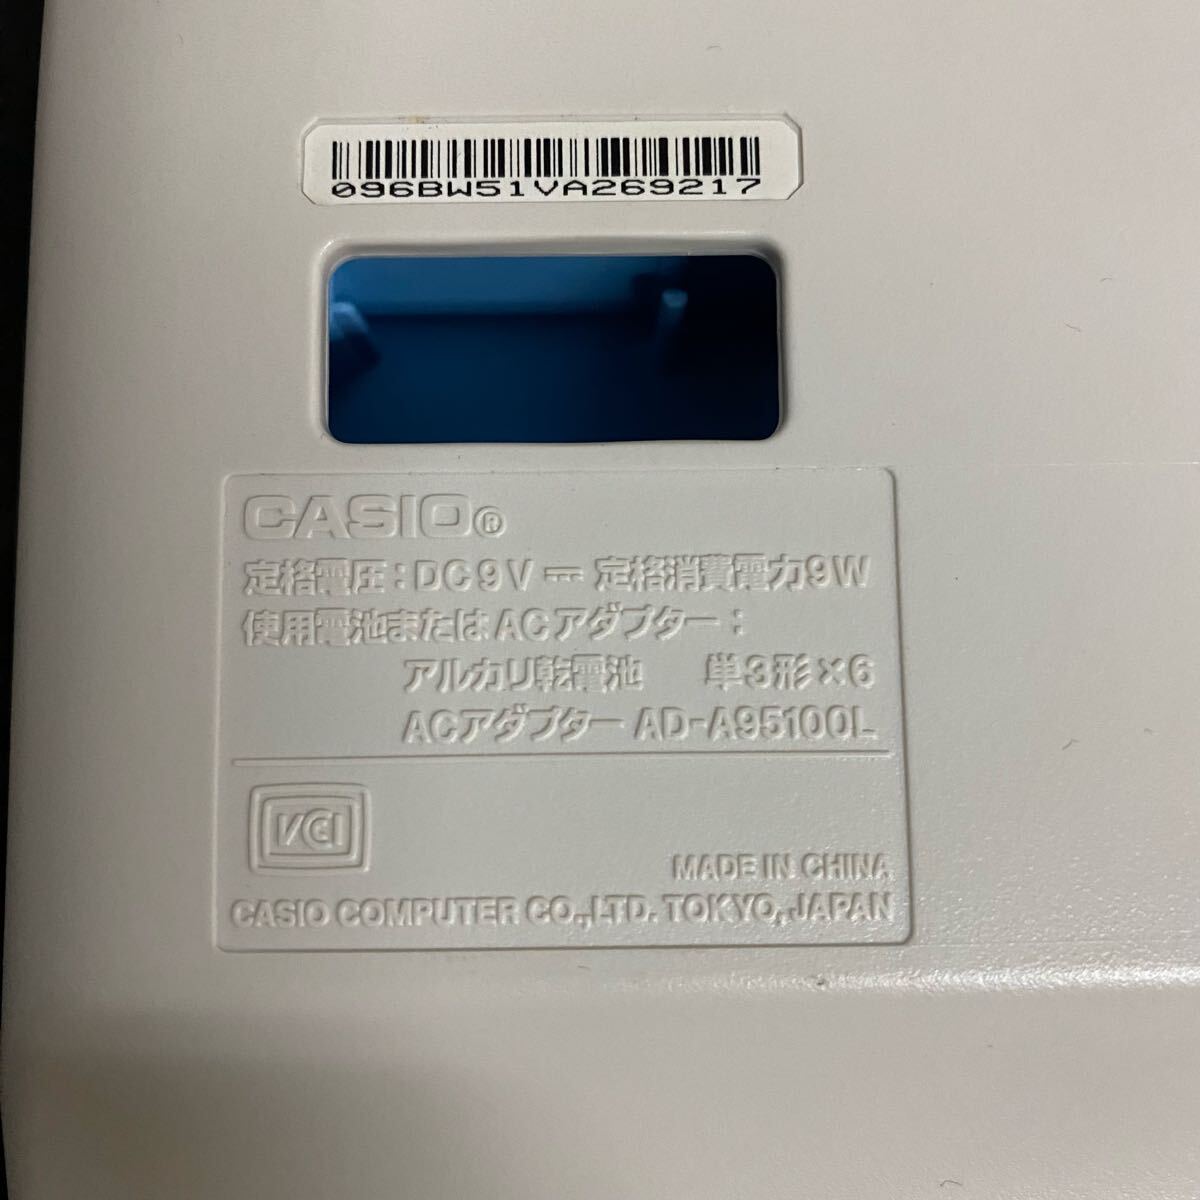 096BW51VA269217
CASIO®
定格電圧：DC9V⎓ 定格消費電力9W
使用電池またはACアダプター：
アルカリ乾電池 単3形×6
ACアダプター AD-A95100L
VCI
MADE IN CHINA
CASIO COMPUTER CO.,LTD. TOKYO,JAPAN